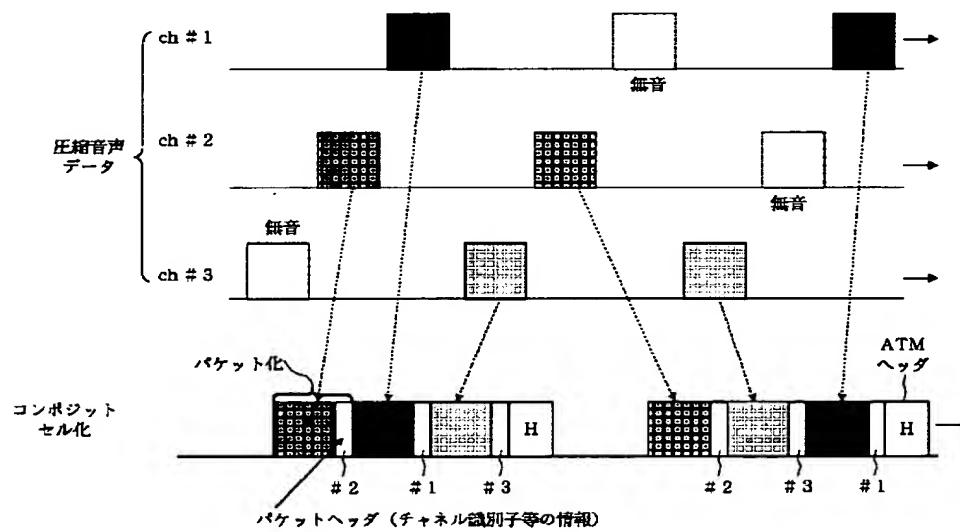 ch #1
無音
圧縮音声
データ
ch #2
無音
無音
ch #3
パケット化
ATM
ヘッダ
コンポジット
セル化
H
H
#2
#1
#3
#2
#3
#1
パケットヘッダ (チャネル識別子等の情報)